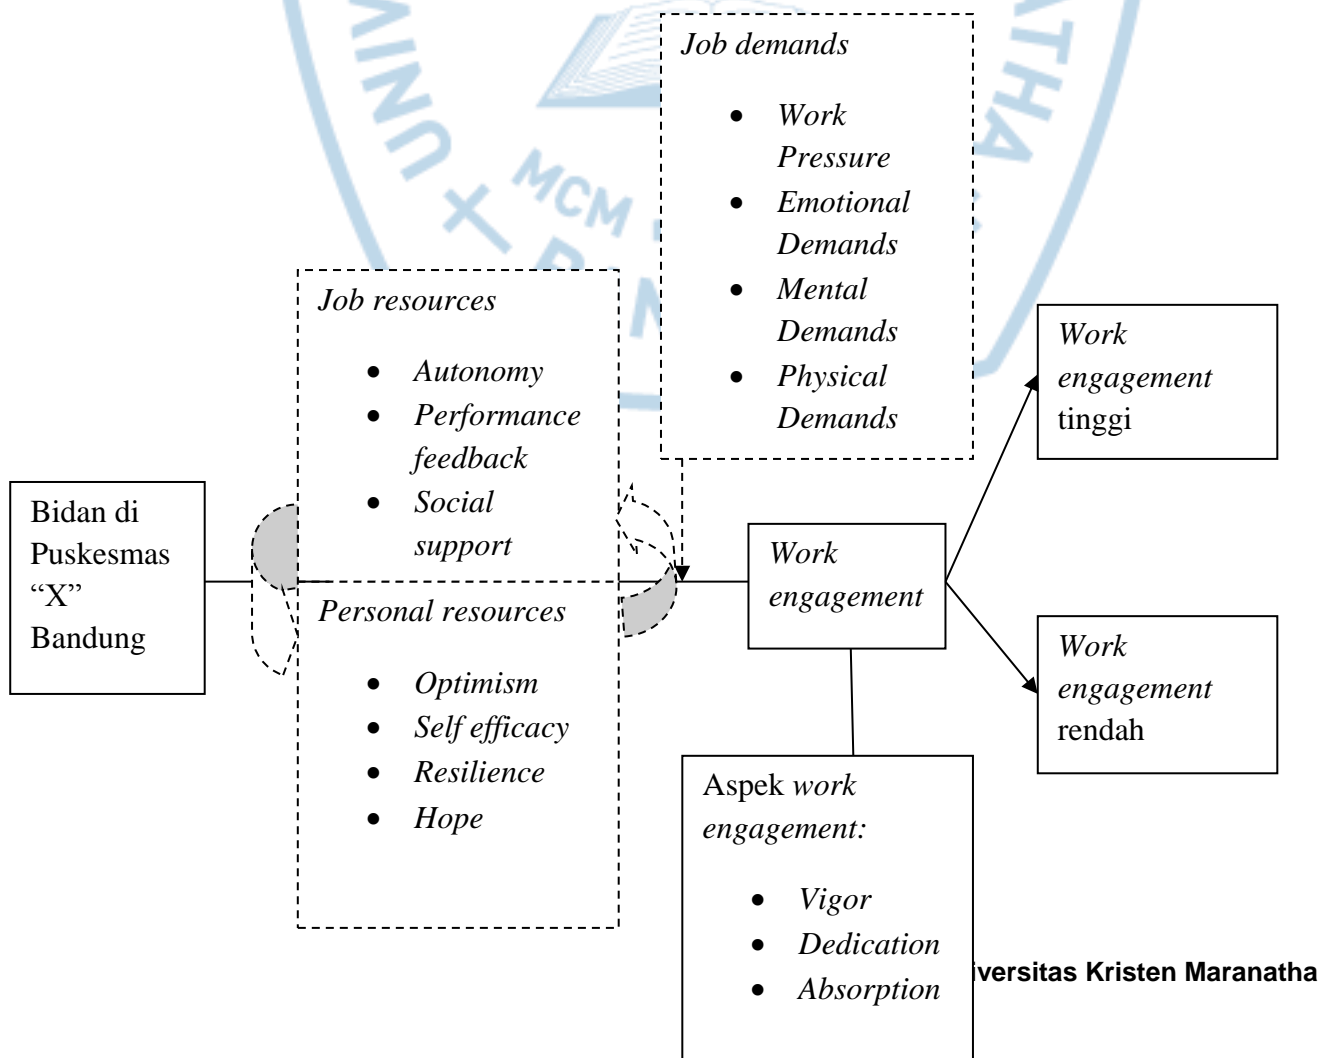 Job demands
• Work
Pressure
• Emotional
Demands
• Mental
Demands
• Physical
Demands
Job resources
• Autonomy
• Performance
feedback
• Social
support
Personal resources
• Optimism
• Self efficacy
• Resilience
• Hope
Bidan di
Puskesmas
“X”
Bandung
Work
engagement
Work
engagement
tinggi
Work
engagement
rendah
Aspek work
engagement:
• Vigor
• Dedication
• Absorption
iversitas Kristen Maranatha
MCM